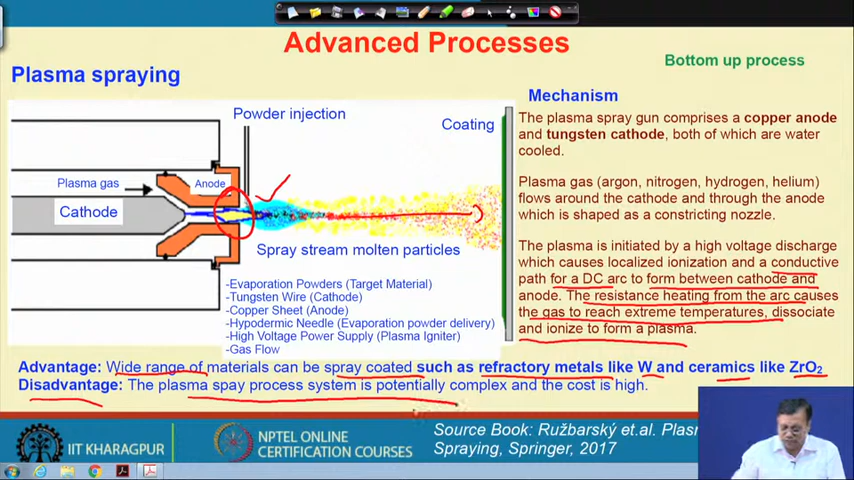 Advanced Processes
Bottom up process
Plasma spraying
Powder injection
Coating
Plasma gas
Anode
Cathode
Spray stream molten particles
-Evaporation Powders (Target Material)
-Tungsten Wire (Cathode)
-Copper Sheet (Anode)
-Hypodermic Needle (Evaporation powder delivery)
-High Voltage Power Supply (Plasma Igniter)
-Gas Flow
Mechanism
The plasma spray gun comprises a copper anode
and tungsten cathode, both of which are water
cooled.
Plasma gas (argon, nitrogen, hydrogen, helium)
flows around the cathode and through the anode
which is shaped as a constricting nozzle.
The plasma is initiated by a high voltage discharge
which causes localized ionization and a conductive
path for a DC arc to form between cathode and
anode. The resistance heating from the arc causes
the gas to reach extreme temperatures, dissociate
and ionize to form a plasma.
Advantage: Wide range of materials can be spray coated such as refractory metals like W and ceramics like ZrO2
Disadvantage: The plasma spay process system is potentially complex and the cost is high.
IIT KHARAGPUR
NPTEL ONLINE
CERTIFICATION COURSES
Source Book: Ružbarský et.al. Plas
Spraying, Springer, 2017